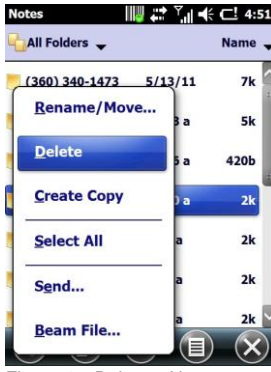 Notes 4:51
All Folders Name
(360) 340-1473 5/13/11 7k
Rename/Move...
a 5k
Delete
a 420b
Create Copy
a 2k
Select All
a 2k
Send...
a 2k
Beam File...
a 2k